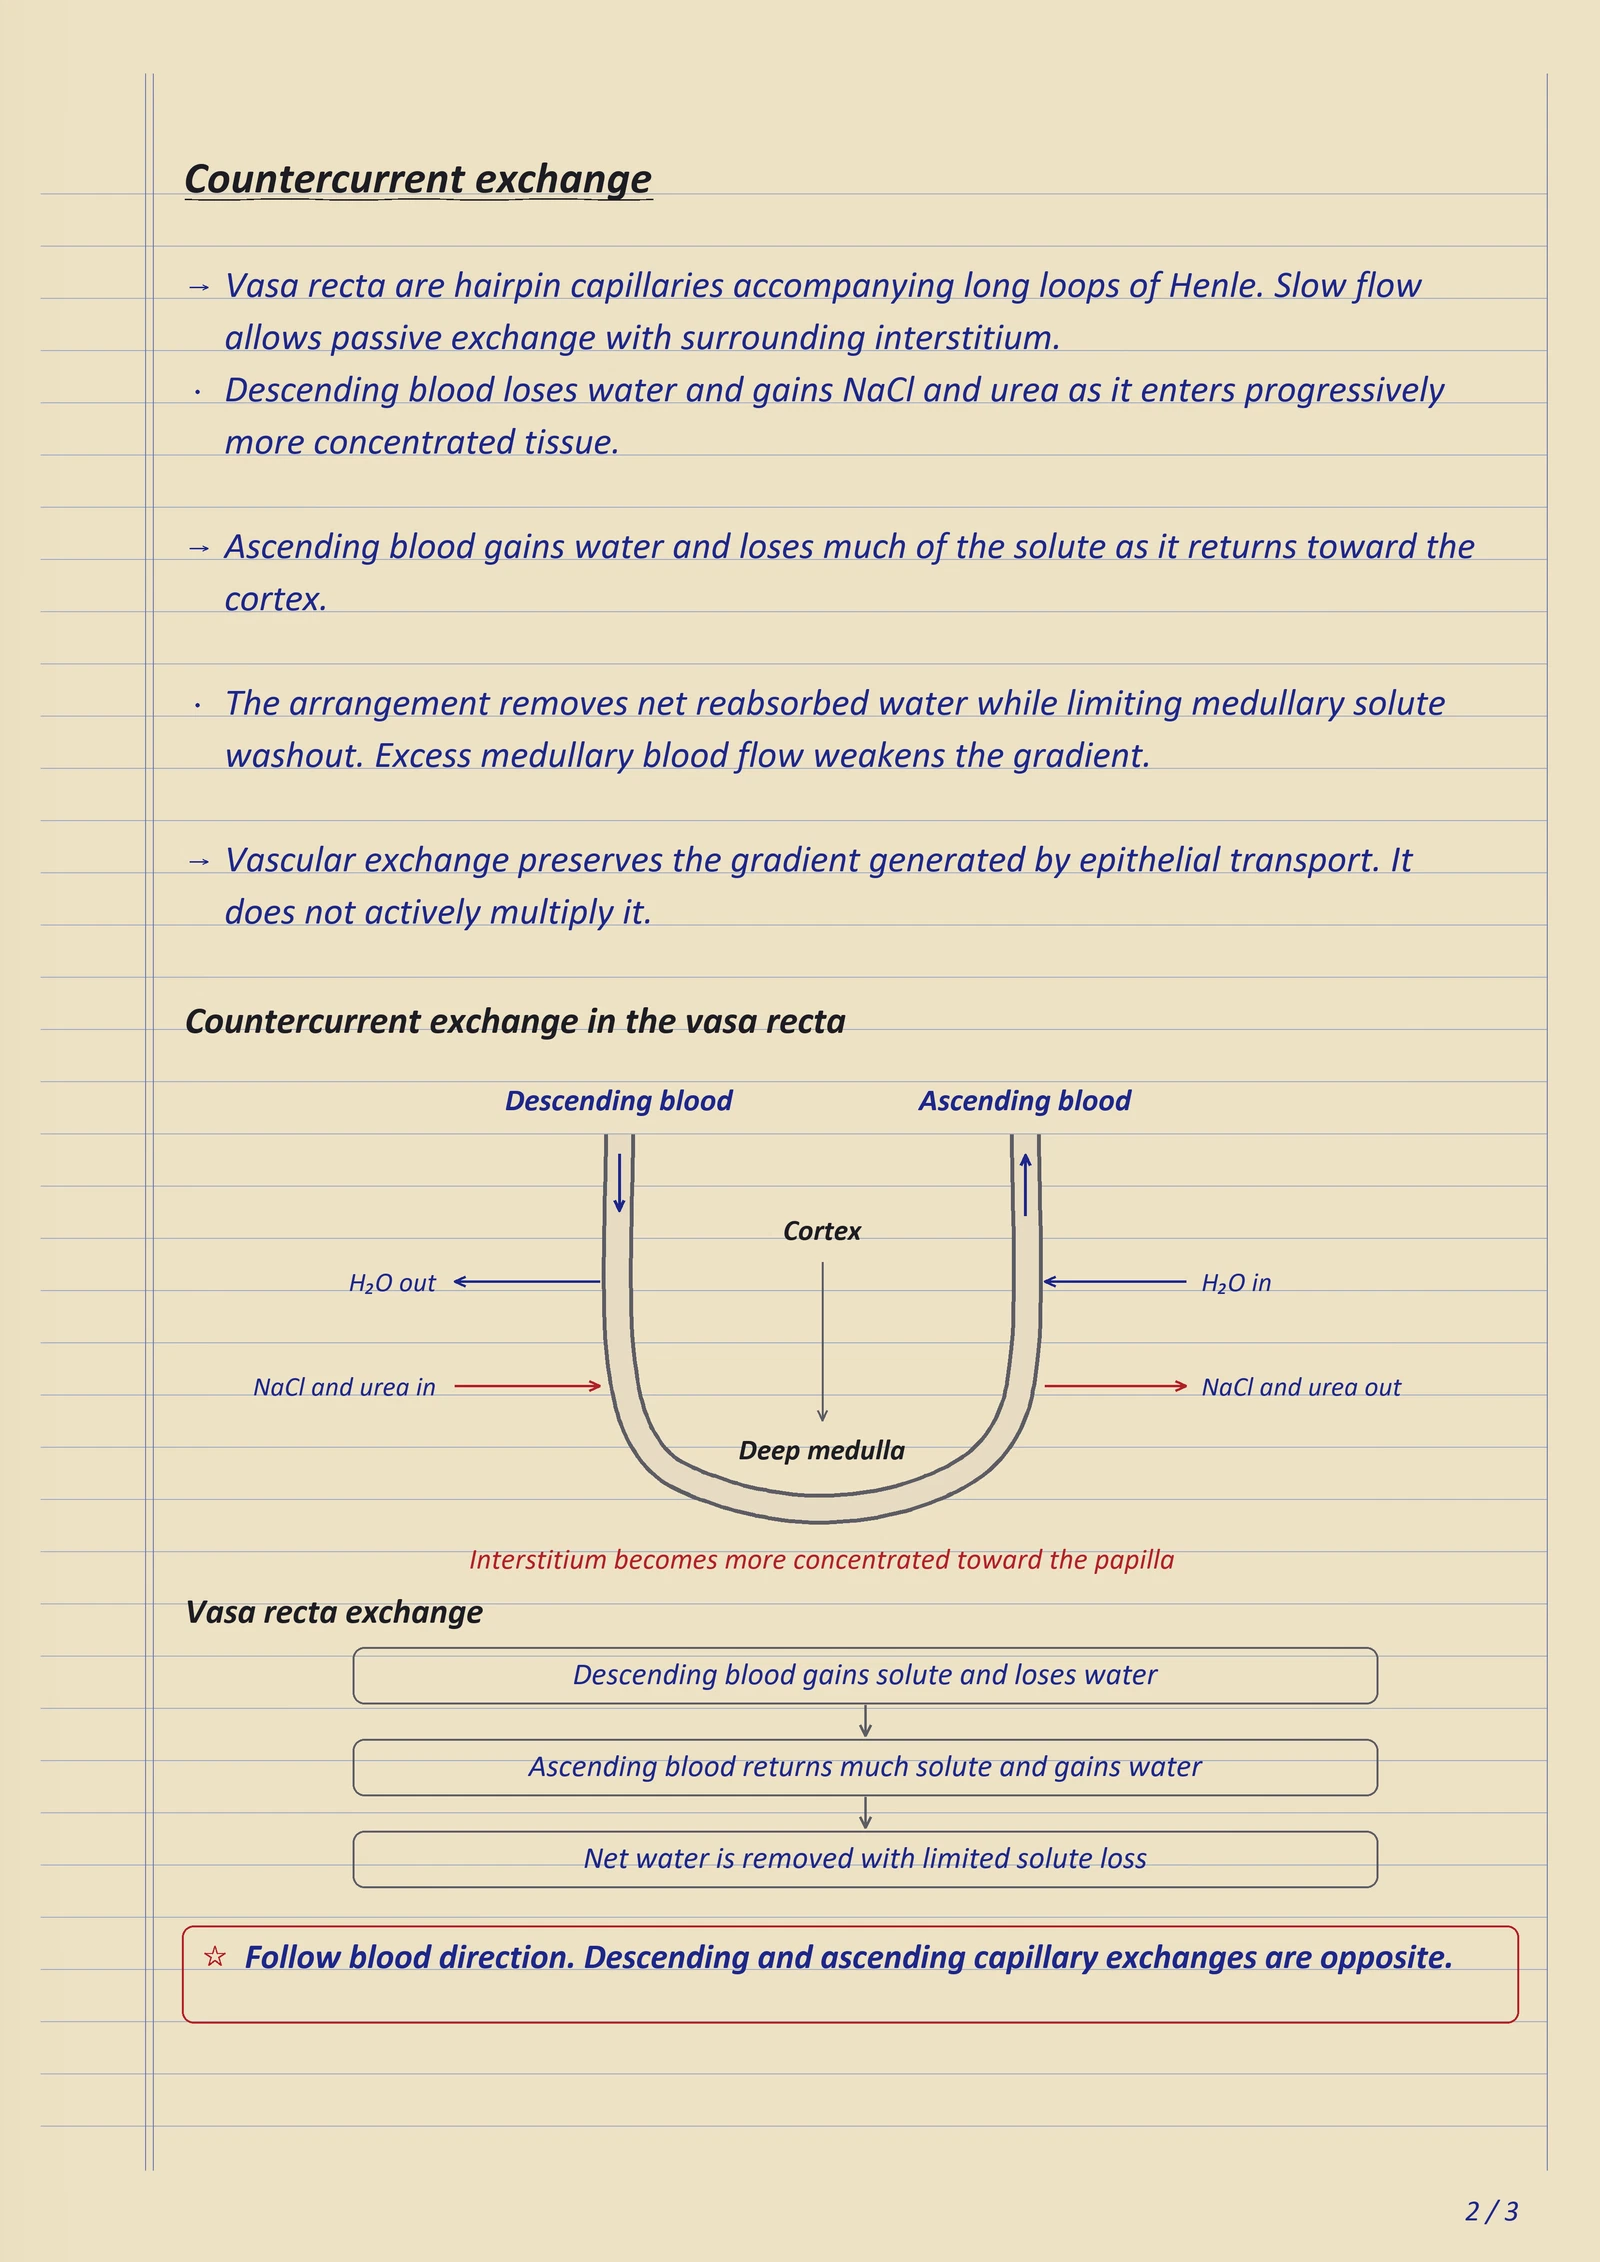 Countercurrent exchange
→ Vasa recta are hairpin capillaries accompanying long loops of Henle. Slow flow
allows passive exchange with surrounding interstitium.
· Descending blood loses water and gains NaCl and urea as it enters progressively
more concentrated tissue.
→ Ascending blood gains water and loses much of the solute as it returns toward the
cortex.
· The arrangement removes net reabsorbed water while limiting medullary solute
washout. Excess medullary blood flow weakens the gradient.
→ Vascular exchange preserves the gradient generated by epithelial transport. It
does not actively multiply it.
Countercurrent exchange in the vasa recta
Descending blood
Ascending blood
Cortex
H₂O out
H₂O in
NaCl and urea in
NaCl and urea out
Deep medulla
Interstitium becomes more concentrated toward the papilla
Vasa recta exchange
Descending blood gains solute and loses water
Ascending blood returns much solute and gains water
Net water is removed with limited solute loss
☆ Follow blood direction. Descending and ascending capillary exchanges are opposite.
2 / 3